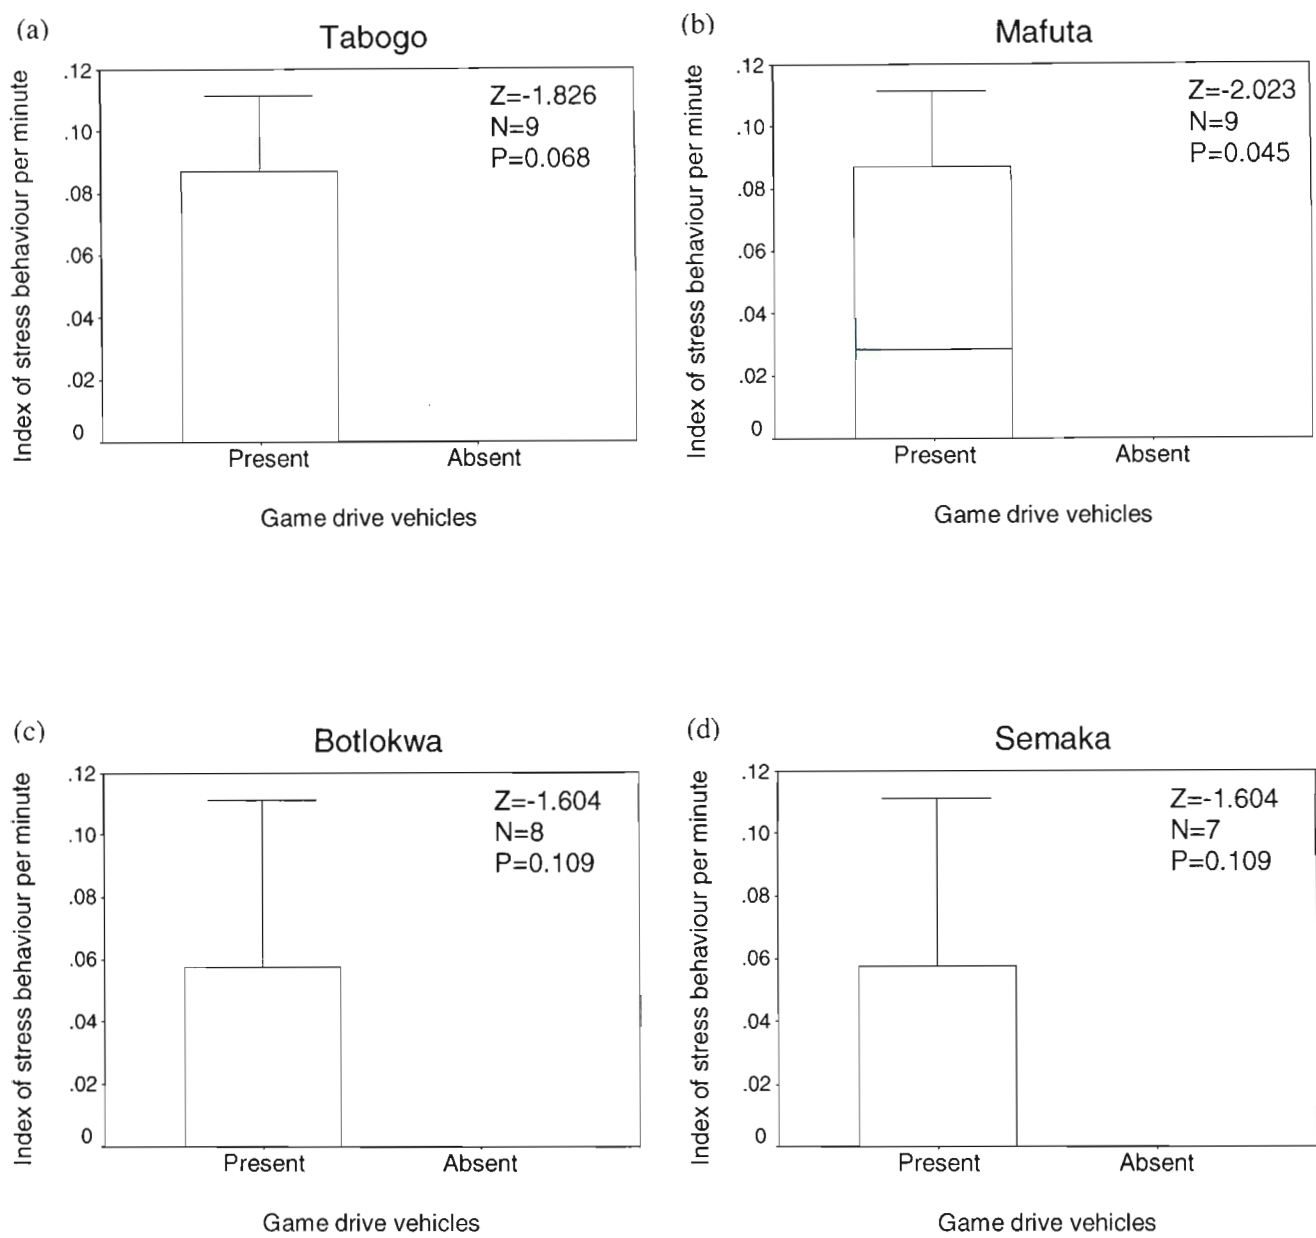 (a)
Tabogo
Index of stress behaviour per minute
.12
.10
.08
.06
.04
.02
0
Z=-1.826
N=9
P=0.068
Present Absent
Game drive vehicles
(b)
Mafuta
Index of stress behaviour per minute
.12
.10
.08
.06
.04
.02
0
Z=-2.023
N=9
P=0.045
Present Absent
Game drive vehicles
(c)
Botlokwa
Index of stress behaviour per minute
.12
.10
.08
.06
.04
.02
0
Z=-1.604
N=8
P=0.109
Present Absent
Game drive vehicles
(d)
Semaka
Index of stress behaviour per minute
.12
.10
.08
.06
.04
.02
0
Z=-1.604
N=7
P=0.109
Present Absent
Game drive vehicles